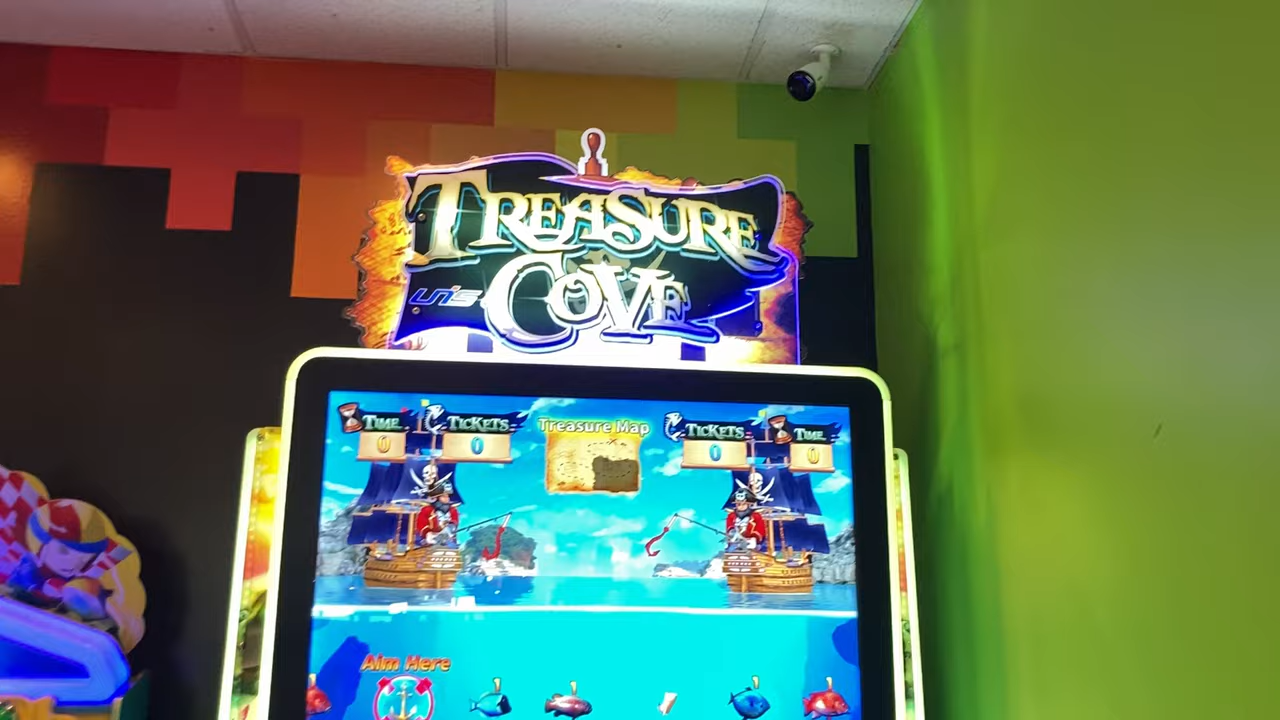 TREASURE
UNIS COVE
TIME TICKETS Treasure Map TICKETS TIME
0 0 0 0
Aim Here